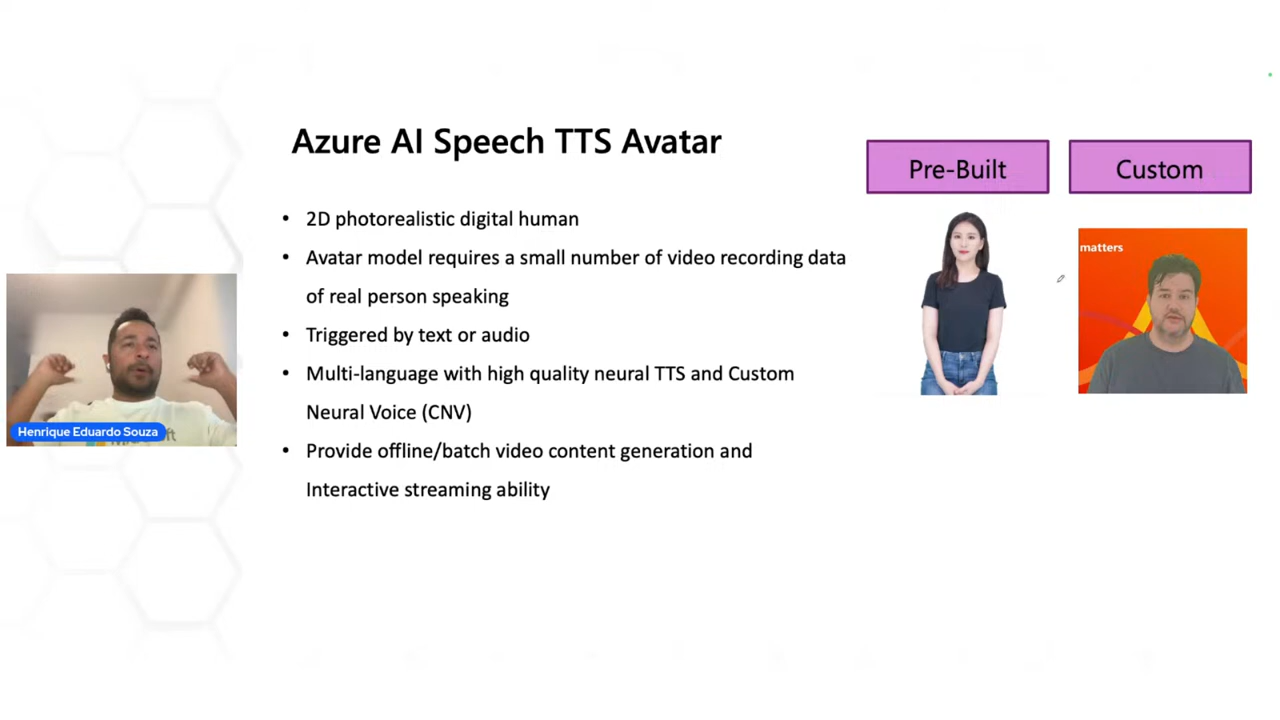 Azure AI Speech TTS Avatar
Pre-Built
Custom
• 2D photorealistic digital human
• Avatar model requires a small number of video recording data
of real person speaking
• Triggered by text or audio
• Multi-language with high quality neural TTS and Custom
Neural Voice (CNV)
• Provide offline/batch video content generation and
Interactive streaming ability
matters
Henrique Eduardo Souza